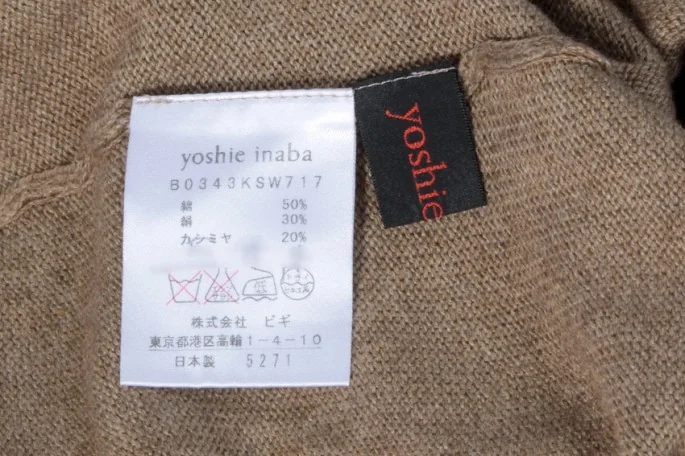 yoshie inaba
B0343KSW717
綿 50%
絹 30%
カシミヤ 20%
低
株式会社 ビギ
東京都港区高輪1-4-10
日本製 5271
yoshie